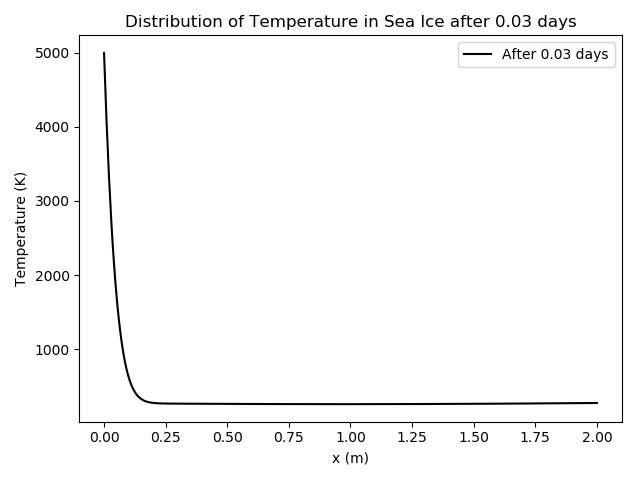 Distribution of Temperature in Sea Ice after 0.03 days
After 0.03 days
5000
4000
3000
2000
1000
Temperature (K)
0.00 0.25 0.50 0.75 1.00 1.25 1.50 1.75 2.00
x (m)